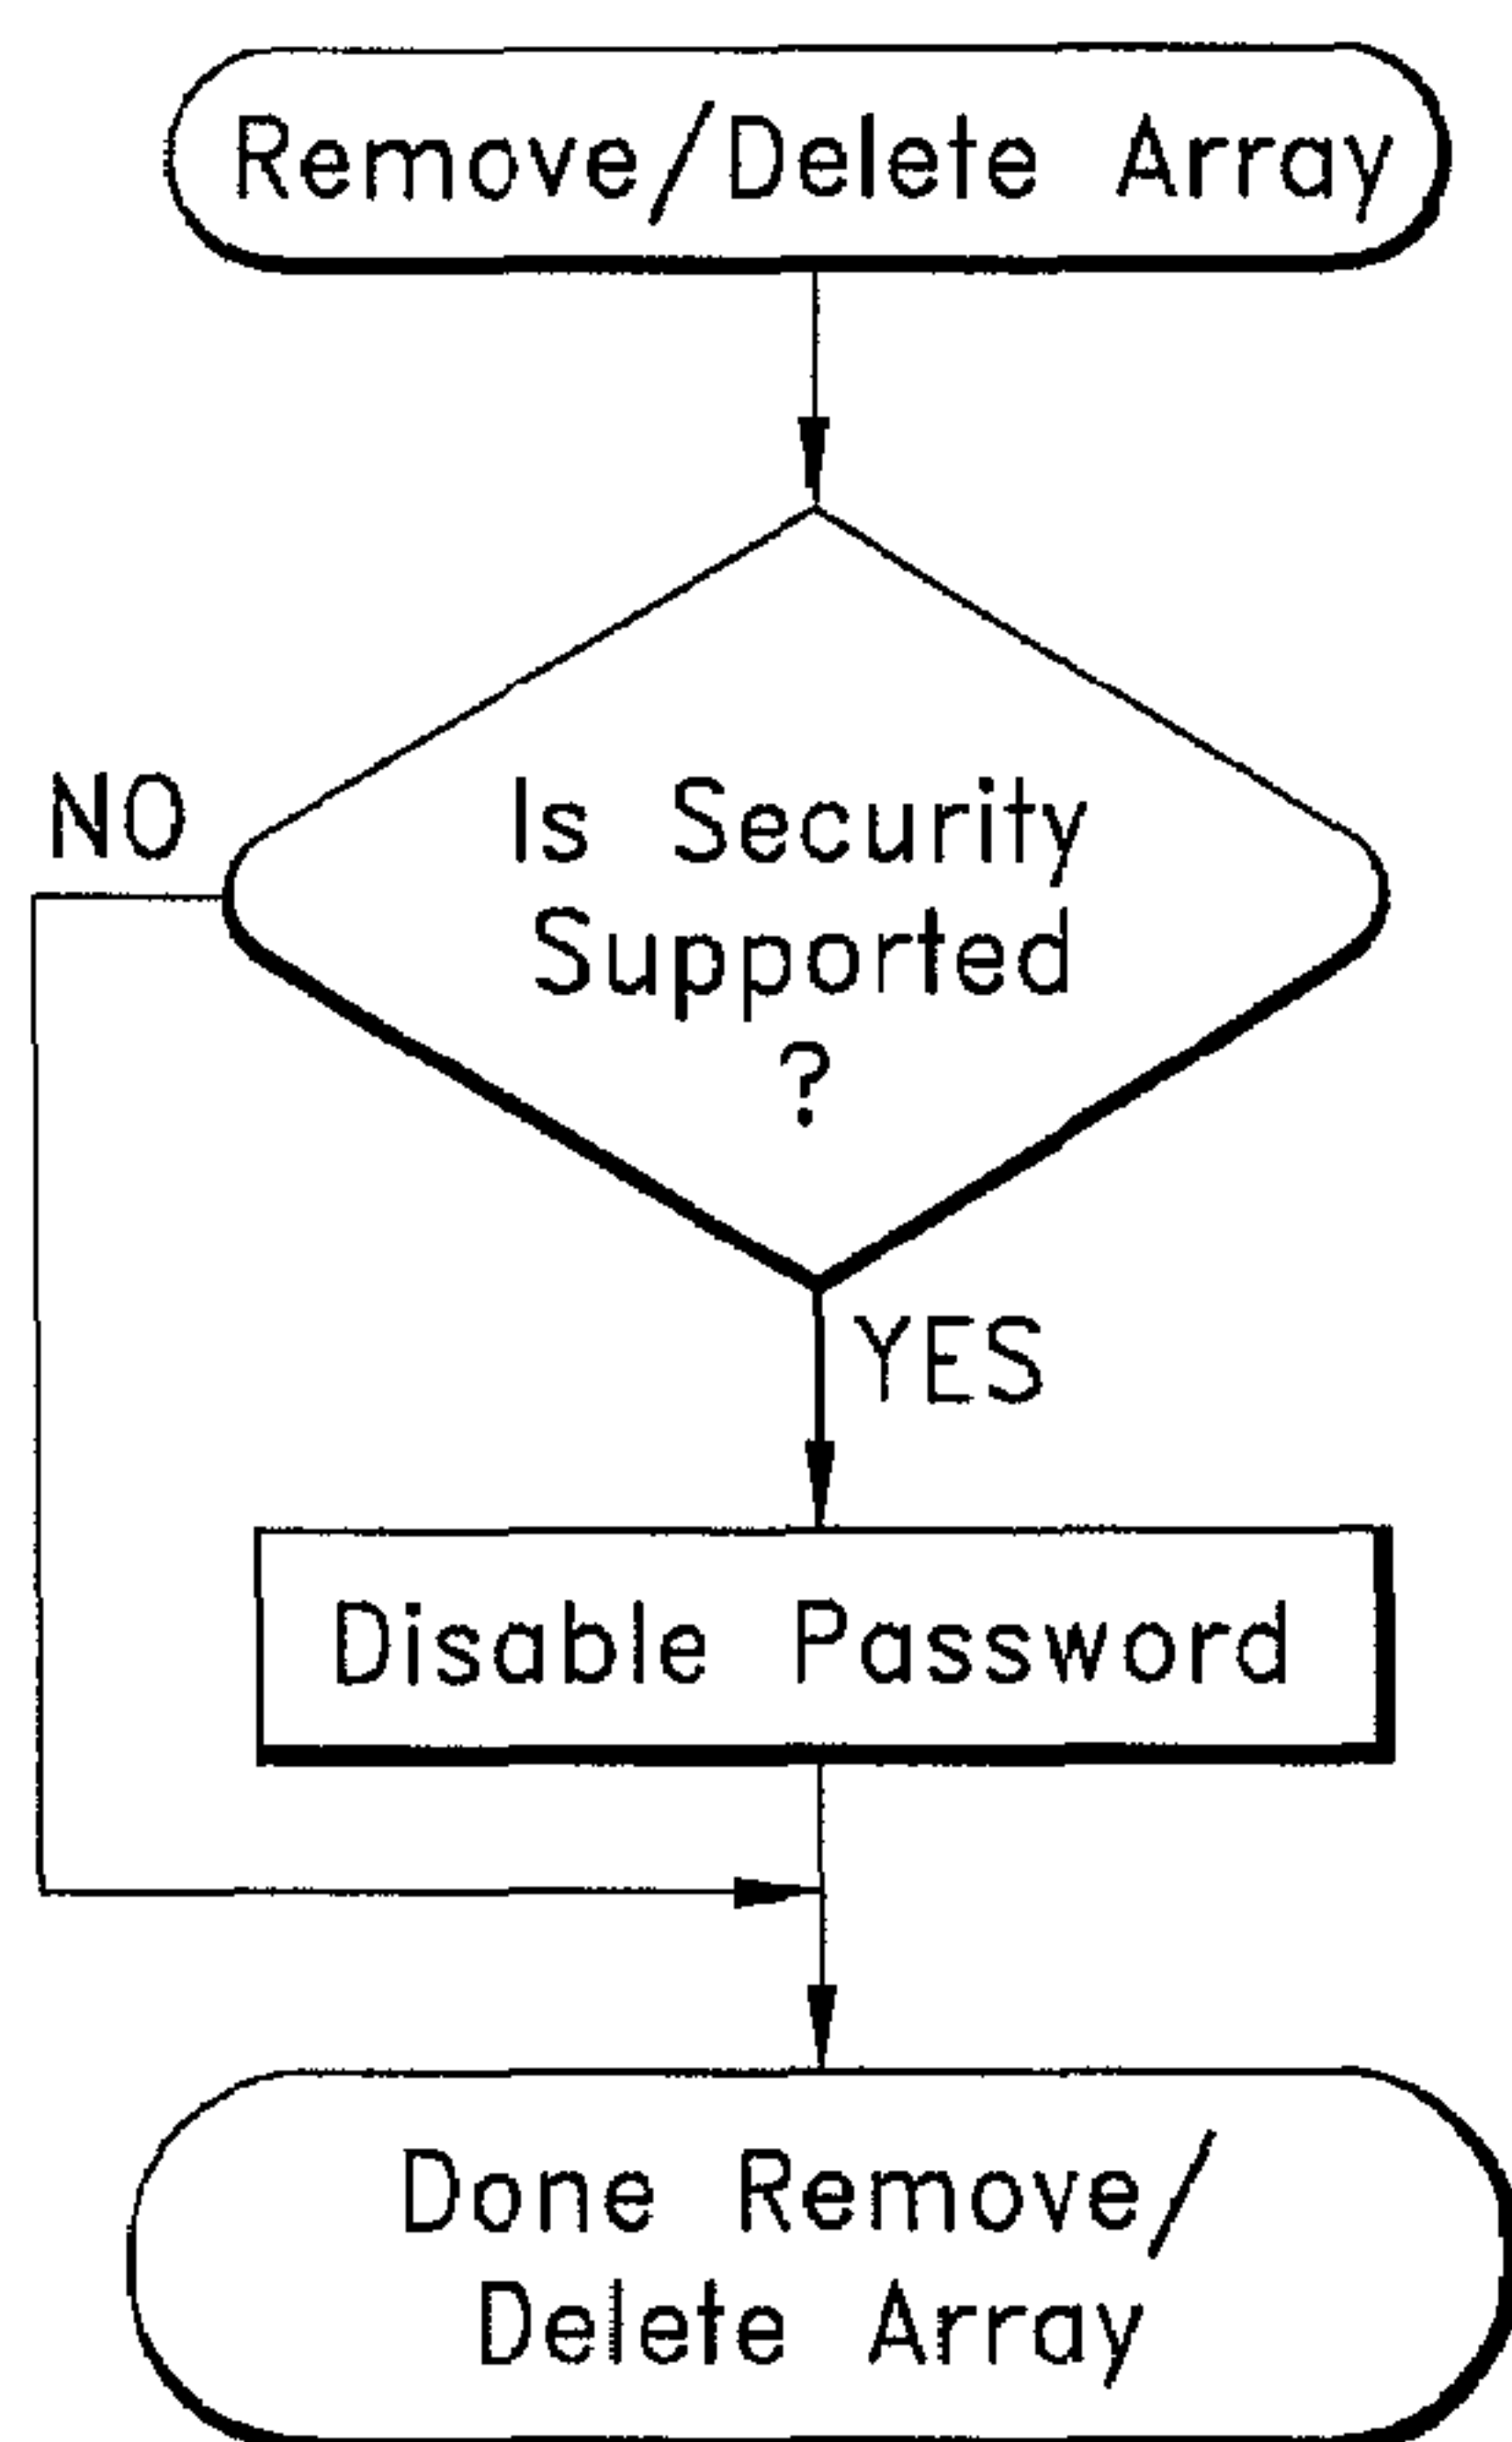 Remove/Delete Array
NO
Is Security
Supported
?
YES
Disable Password
Done Remove/
Delete Array